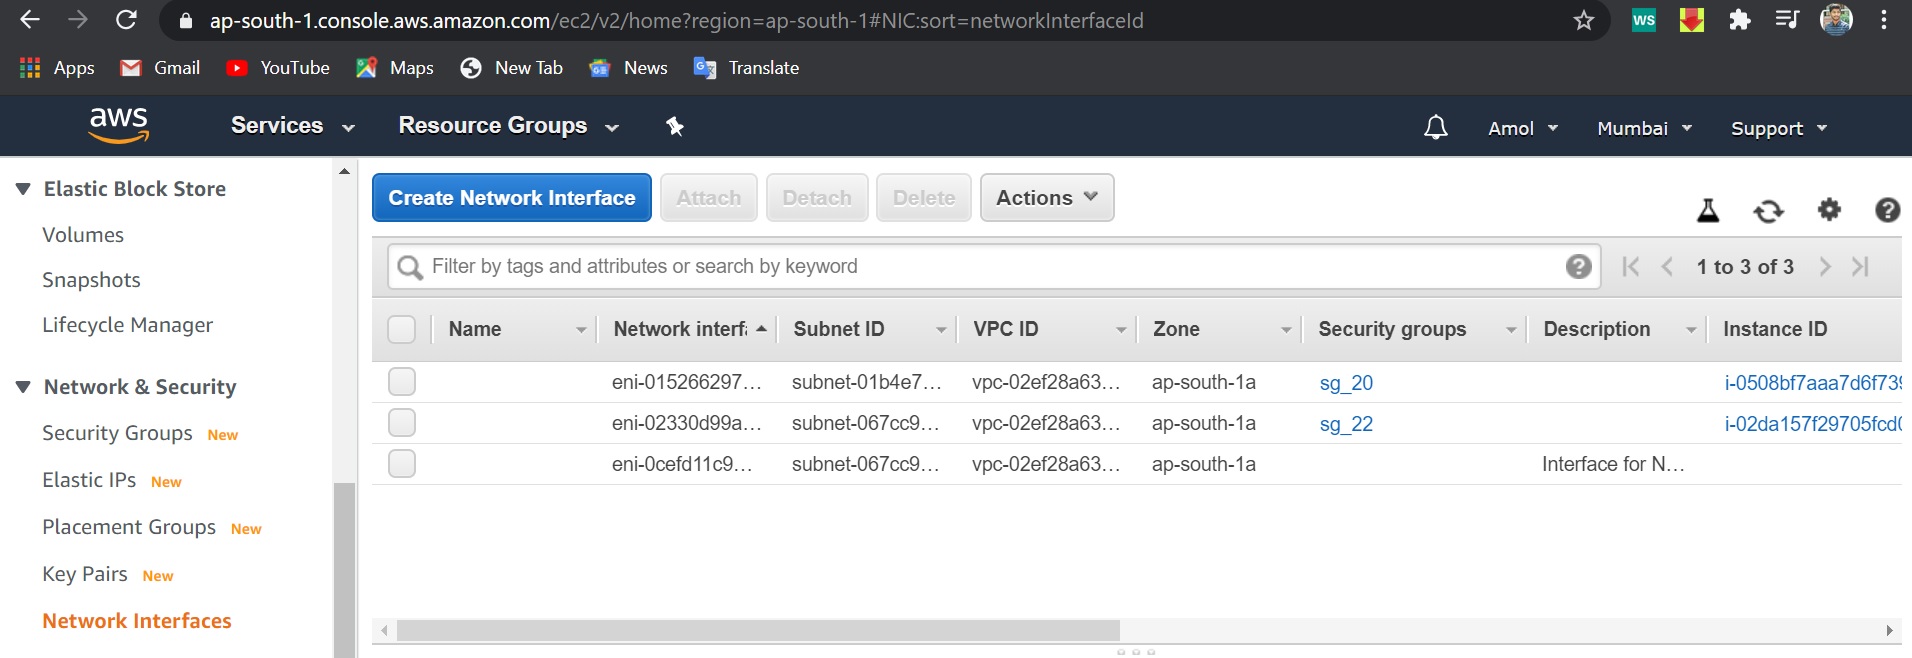 ap-south-1.console.aws.amazon.com/ec2/v2/home?region=ap-south-1#NIC:sort=networkInterfaceId
WS
Apps Gmail YouTube Maps New Tab News Translate
aws Services Resource Groups Amol Mumbai Support
Elastic Block Store
Volumes
Snapshots
Lifecycle Manager
Network & Security
Security Groups New
Elastic IPs New
Placement Groups New
Key Pairs New
Network Interfaces
Create Network Interface Attach Detach Delete Actions
Filter by tags and attributes or search by keyword 1 to 3 of 3
Name Network interf Subnet ID VPC ID Zone Security groups Description Instance ID
eni-015266297... subnet-01b4e7... vpc-02ef28a63... ap-south-1a sg_20 i-0508bf7aaa7d6f739
eni-02330d99a... subnet-067cc9... vpc-02ef28a63... ap-south-1a sg_22 i-02da157f29705fcd0
eni-0cefd11c9... subnet-067cc9... vpc-02ef28a63... ap-south-1a Interface for N...